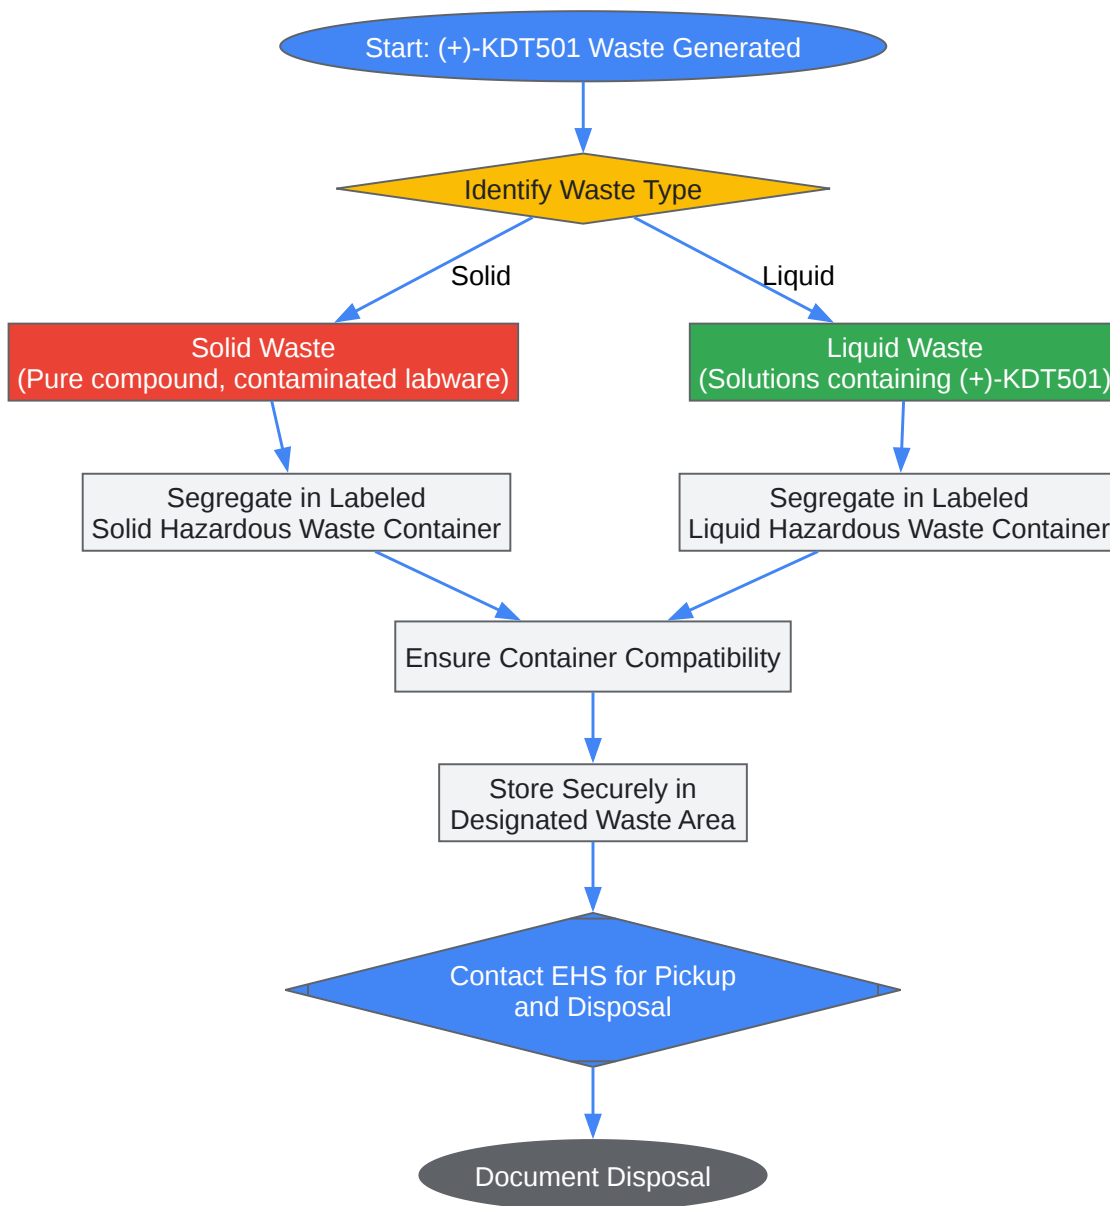 Start: (+)-KDT501 Waste Generated
Identify Waste Type
Solid
Liquid
Solid Waste
(Pure compound, contaminated labware)
Liquid Waste
(Solutions containing (+)-KDT501)
Segregate in Labeled
Solid Hazardous Waste Container
Segregate in Labeled
Liquid Hazardous Waste Container
Ensure Container Compatibility
Store Securely in
Designated Waste Area
Contact EHS for Pickup
and Disposal
Document Disposal